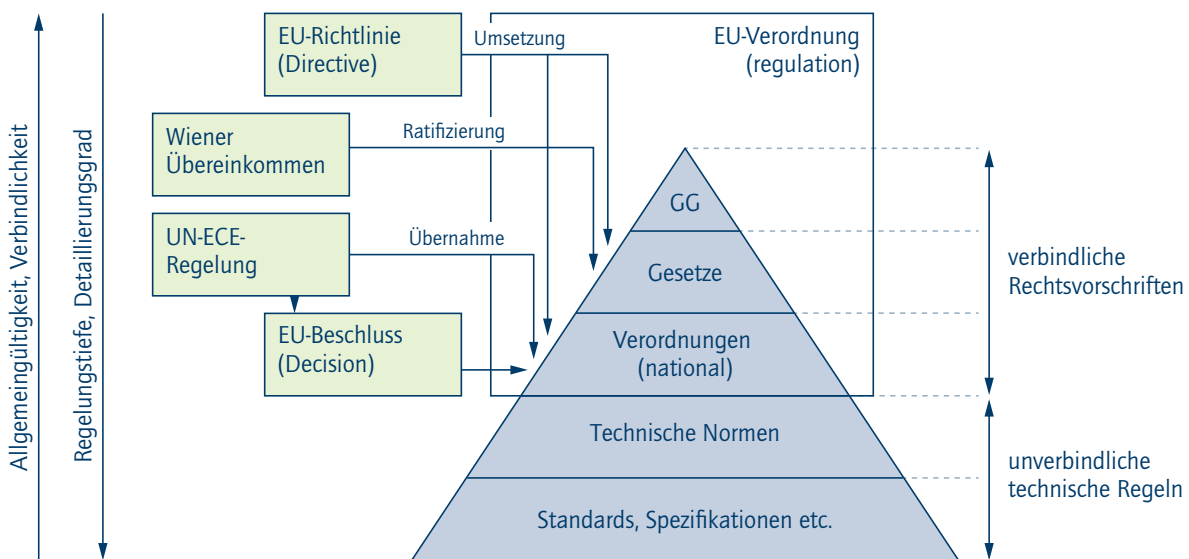 EU-Richtlinie
(Directive)
Umsetzung
EU-Verordnung
(regulation)
Wiener
Übereinkommen
Ratifizierung
UN-ECE-
Regelung
Übernahme
EU-Beschluss
(Decision)
GG
Gesetze
Verordnungen
(national)
Technische Normen
Standards, Spezifikationen etc.
verbindliche
Rechtsvorschriften
unverbindliche
technische Regeln
Allgemeingültigkeit, Verbindlichkeit
Regelungstiefe, Detaillierungsgrad